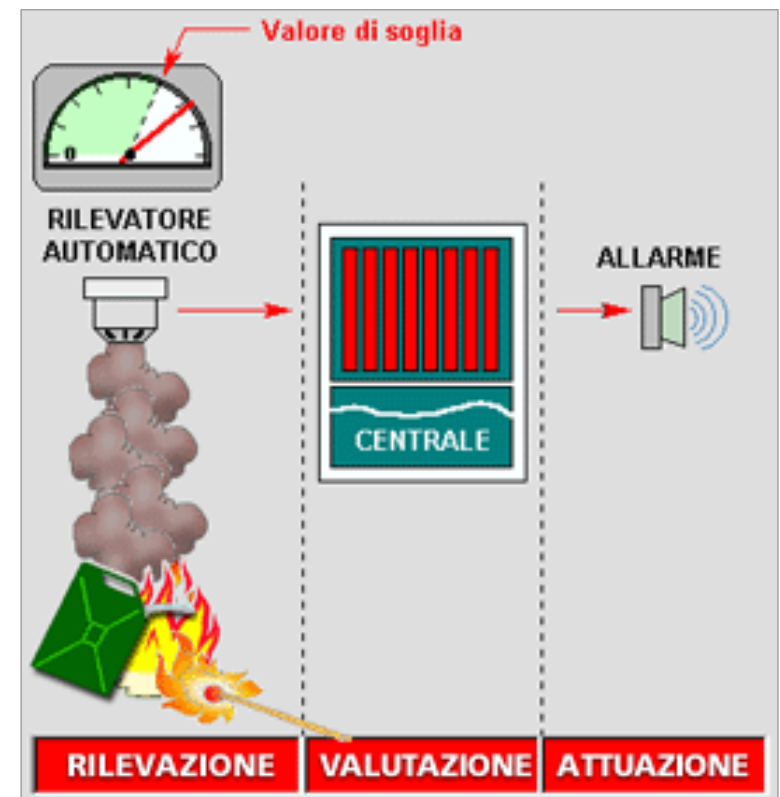 Valore di soglia
0
RILEVATORE
AUTOMATICO
ALLARME
CENTRALE
RILEVAZIONE
VALUTAZIONE
ATTUAZIONE